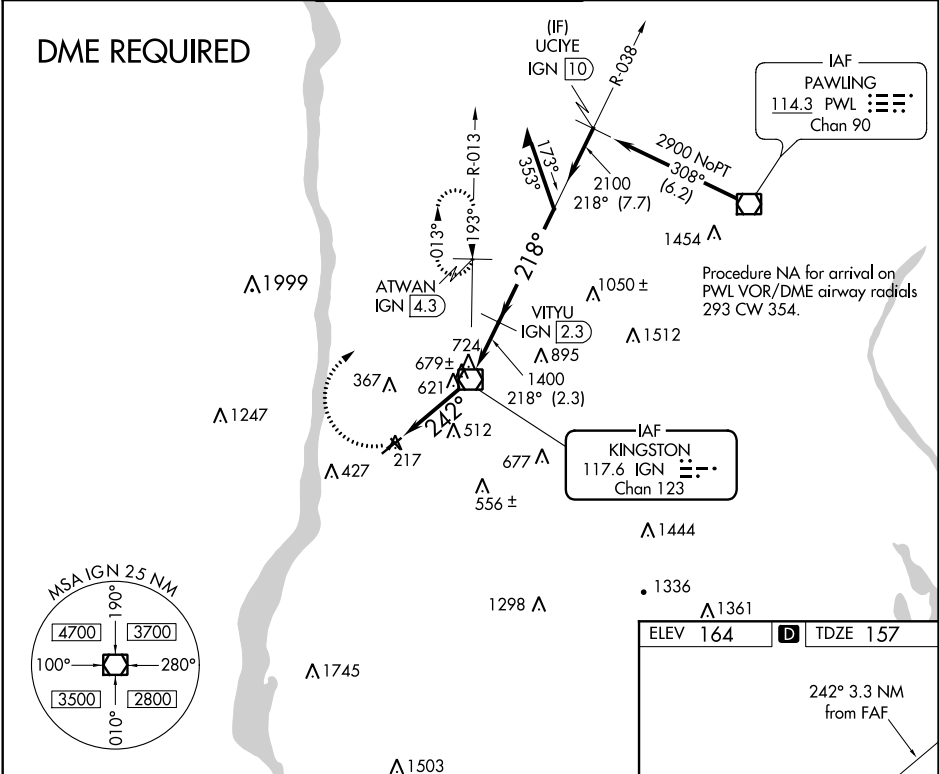 DME REQUIRED
(IF)
UCIYE
IGN 10
R-038
IAF
PAWLING
114.3 PWL
Chan 90
2900 NoPT
308°
(6.2)
173°
353°
2100
218° (7.7)
R-013
193°
013°
218°
1454
Procedure NA for arrival on
PWL VOR/DME airway radials
293 CW 354.
1999
ATWAN
IGN 4.3
1050 ±
VITYU
IGN 2.3
1512
724
895
679±
367
621
1400
218° (2.3)
1247
242°
512
217
427
677
IAF
KINGSTON
117.6 IGN
Chan 123
556 ±
1444
MSA IGN 25 NM
190°
4700
3700
100°
280°
3500
2800
010°
1336
1298
1361
ELEV 164 D TDZE 157
1745
242° 3.3 NM
from FAF
1503